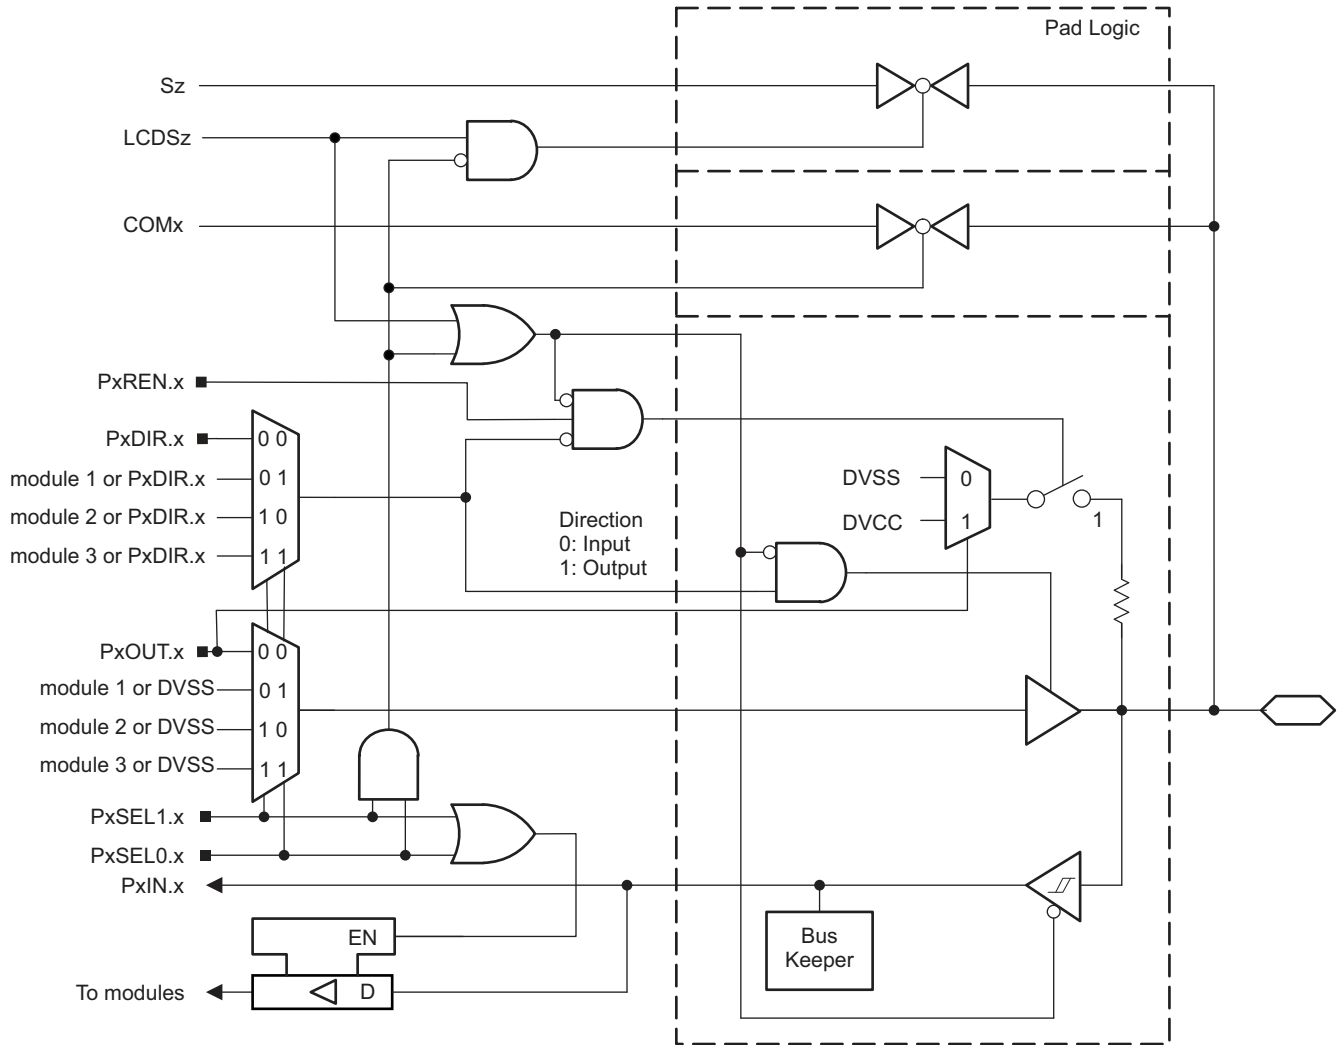 Pad Logic
Sz
LCDSz
COMx
PxREN.x
PxDIR.x
0 0
module 1 or PxDIR.x
0 1
module 2 or PxDIR.x
1 0
module 3 or PxDIR.x
1 1
Direction
0: Input
1: Output
DVSS
0
DVCC
1
1
PxOUT.x
0 0
module 1 or DVSS
0 1
module 2 or DVSS
1 0
module 3 or DVSS
1 1
PxSEL1.x
PxSEL0.x
PxIN.x
Bus
Keeper
EN
D
To modules